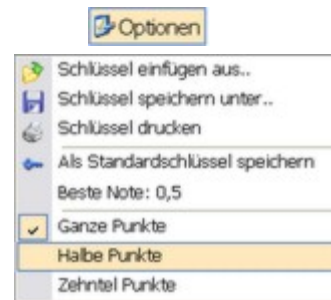 Optionen
Schlüssel einfügen aus..
Schlüssel speichern unter..
Schlüssel drucken
Als Standardschlüssel speichern
Beste Note: 0,5
Ganze Punkte
Halbe Punkte
Zehntel Punkte